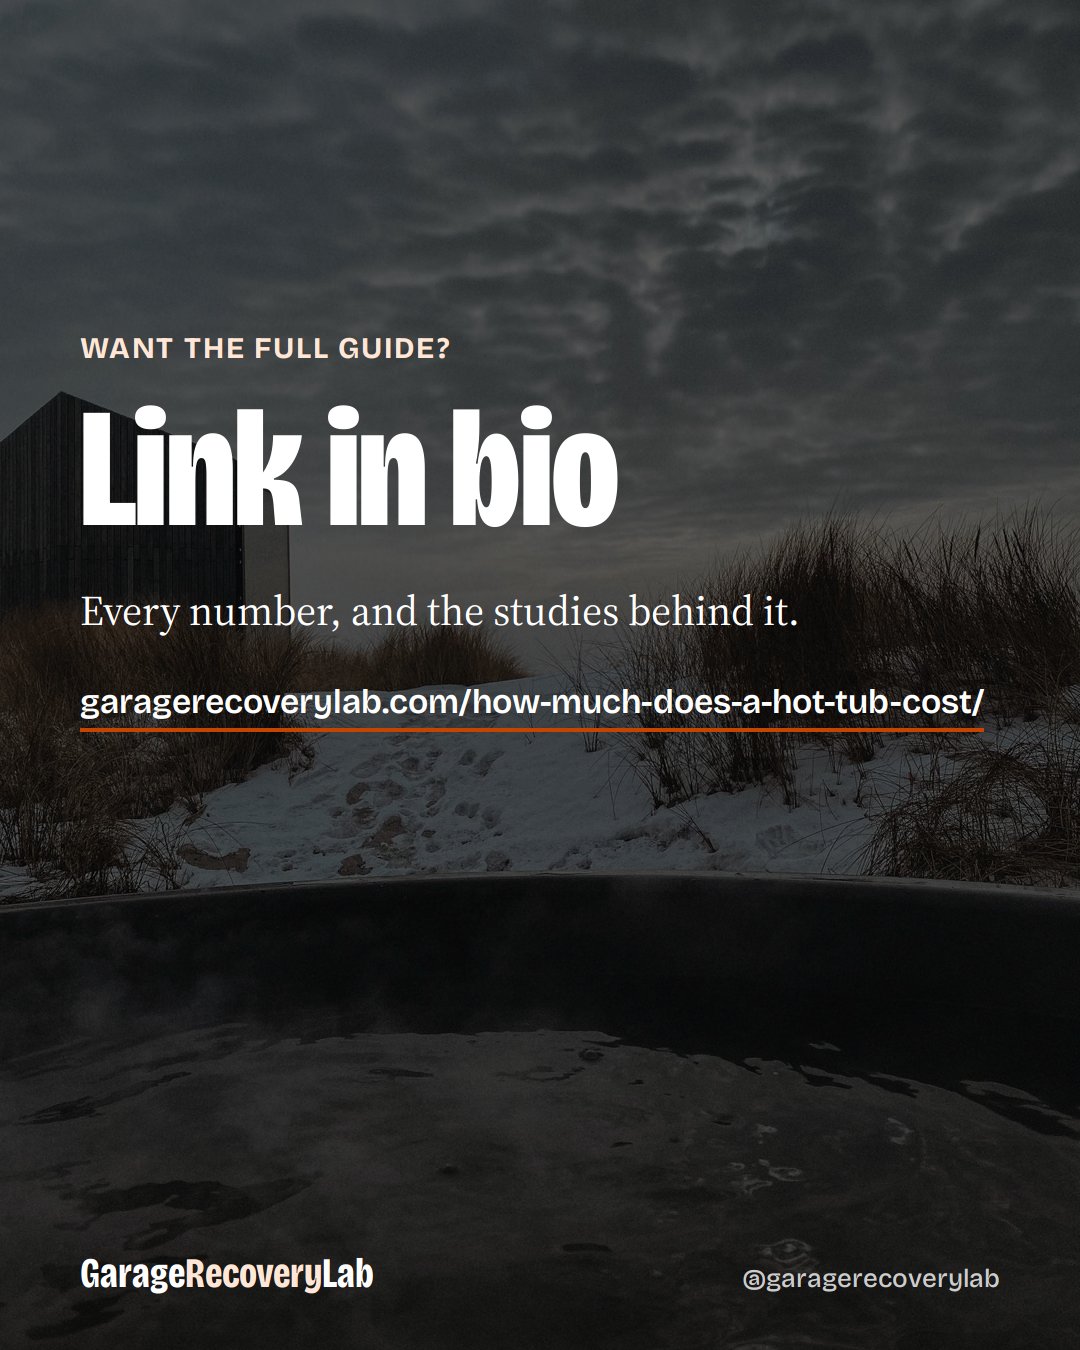 WANT THE FULL GUIDE?
Link in bio
Every number, and the studies behind it.
garagerecoverylab.com/how-much-does-a-hot-tub-cost/
GarageRecoveryLab
@garagerecoverylab